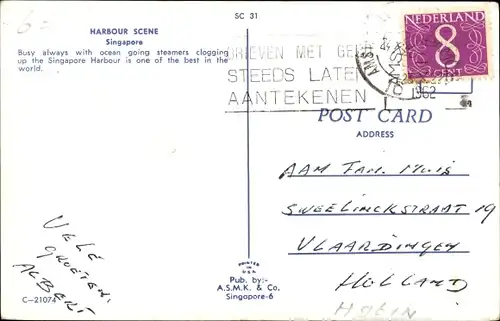 6=
SC 31
HARBOUR SCENE
Singapore
Busy always with ocean going steamers clogging
up the Singapore Harbour is one of the best in the
world.
BRIEVEN MET GELD
STEEDS LATEN
AANTEKENEN
AMS
1962
NEDERLAND
8
CENT
POST CARD
ADDRESS
AAM FAM. MUIS
SWEELINCKSTRAAT 19
VLAARDINGEN
HOLLAND
VELE
GROETEN,
ALBERT
C-21074
PRINTED IN
U.S.A.
Pub. by:-
A.S.M.K. & Co.
Singapore-6